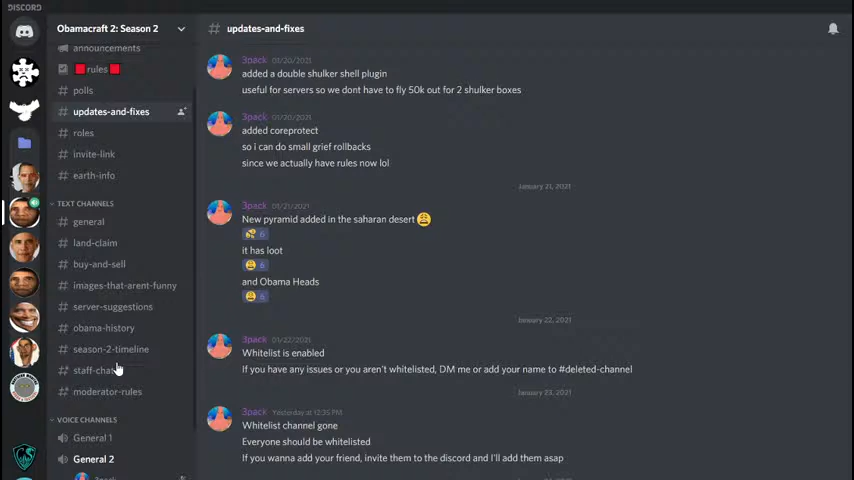 DISCORD
Obamacraft 2: Season 2
announcements
rules
polls
updates-and-fixes
roles
invite-link
earth-info
TEXT CHANNELS
general
land-claim
buy-and-sell
images-that-arent-funny
server-suggestions
obama-history
season-2-timeline
staff-chat
moderator-rules
VOICE CHANNELS
General 1
General 2
3pack
# updates-and-fixes
3pack 01/20/2021
added a double shulker shell plugin
useful for servers so we dont have to fly 50k out for 2 shulker boxes
3pack 01/20/2021
added coreprotect
so i can do small grief rollbacks
since we actually have rules now lol
January 21, 2021
3pack 01/21/2021
New pyramid added in the saharan desert 😩
6
it has loot
6
and Obama Heads
6
January 22, 2021
3pack 01/22/2021
Whitelist is enabled
If you have any issues or you aren't whitelisted, DM me or add your name to #deleted-channel
January 23, 2021
3pack Yesterday at 12:35 PM
Whitelist channel gone
Everyone should be whitelisted
If you wanna add your friend, invite them to the discord and I'll add them asap